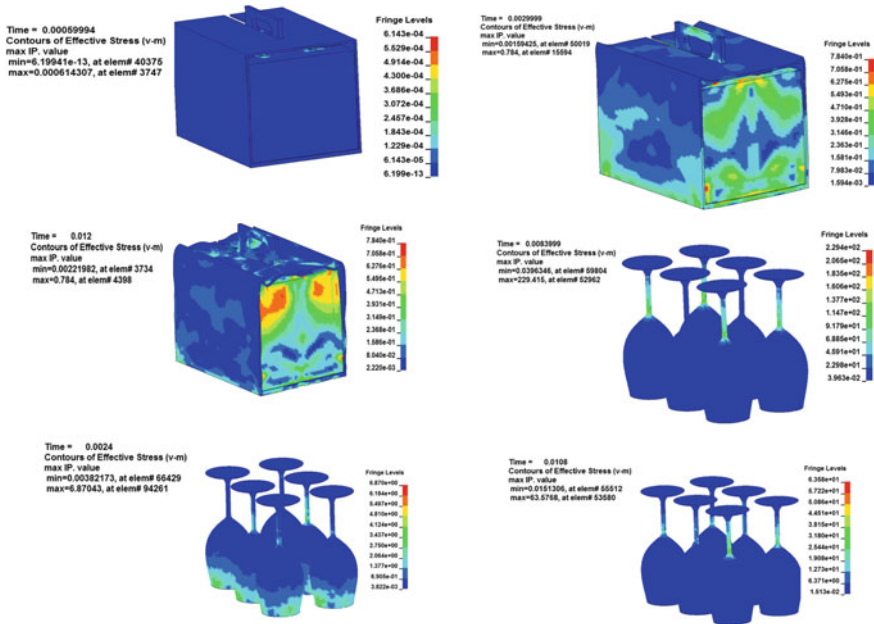 Time = 0.00059994
Contours of Effective Stress (v-m)
max IP. value
min=6.19941e-13, at elem# 40375
max=0.000614307, at elem# 3747
Fringe Levels
6.143e-04
5.529e-04
4.914e-04
4.300e-04
3.686e-04
3.072e-04
2.457e-04
1.843e-04
1.229e-04
6.143e-05
6.199e-13
Time = 0.0029999
Contours of Effective Stress (v-m)
max IP. value
min=0.00159425, at elem# 50019
max=0.784, at elem# 15594
Fringe Levels
7.840e-01
7.058e-01
6.275e-01
5.493e-01
4.710e-01
3.928e-01
3.145e-01
2.363e-01
1.581e-01
7.983e-02
1.594e-03
Time = 0.012
Contours of Effective Stress (v-m)
max IP. value
min=0.00221982, at elem# 3734
max=0.784, at elem# 4398
Fringe Levels
7.840e-01
7.058e-01
6.276e-01
5.495e-01
4.713e-01
3.931e-01
3.149e-01
2.368e-01
1.586e-01
8.040e-02
2.220e-03
Time = 0.0083999
Contours of Effective Stress (v-m)
max IP. value
min=0.0396346, at elem# 59804
max=229.415, at elem# 52962
Fringe Levels
2.294e+02
2.065e+02
1.835e+02
1.606e+02
1.377e+02
1.147e+02
9.179e+01
6.885e+01
4.591e+01
2.298e+01
3.963e-02
Time = 0.0024
Contours of Effective Stress (v-m)
max IP. value
min=0.00382173, at elem# 66429
max=6.87043, at elem# 94261
Fringe Levels
6.870e+00
6.184e+00
5.497e+00
4.810e+00
4.124e+00
3.437e+00
2.750e+00
2.064e+00
1.377e+00
6.905e-01
3.822e-03
Time = 0.0108
Contours of Effective Stress (v-m)
max IP. value
min=0.0151306, at elem# 55512
max=63.5768, at elem# 53580
Fringe Levels
6.358e+01
5.722e+01
5.086e+01
4.451e+01
3.815e+01
3.180e+01
2.544e+01
1.908e+01
1.273e+01
6.371e+00
1.513e-02